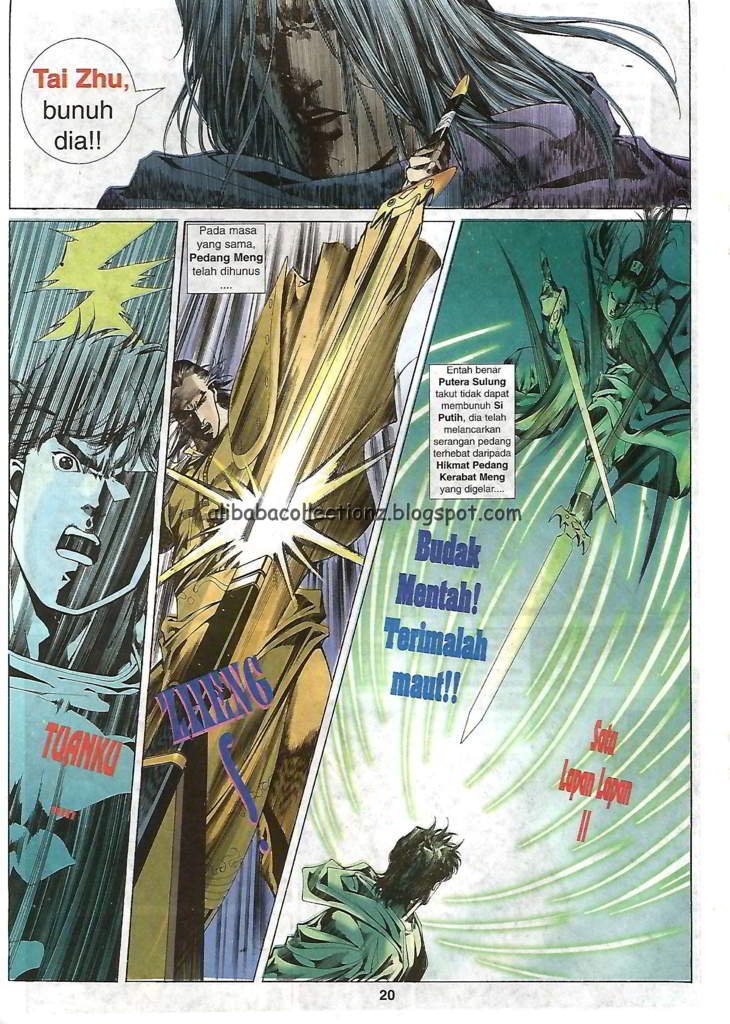 Tai Zhu,
bunuh
dia!!
Pada masa
yang sama,
Pedang Meng
telah dihunus
....
Entah benar
Putera Sulung
takut tidak dapat
membunuh Si
Putih, dia telah
melancarkan
serangan pedang
terhebat daripada
Hikmat Pedang
Kerabat Meng
yang digelar....
alibabacollectionz.blogspot.com
Budak
Mentah!
Terimalah
maut!!
TUANKU
....
Satu
Lapan Lapan
!!
20